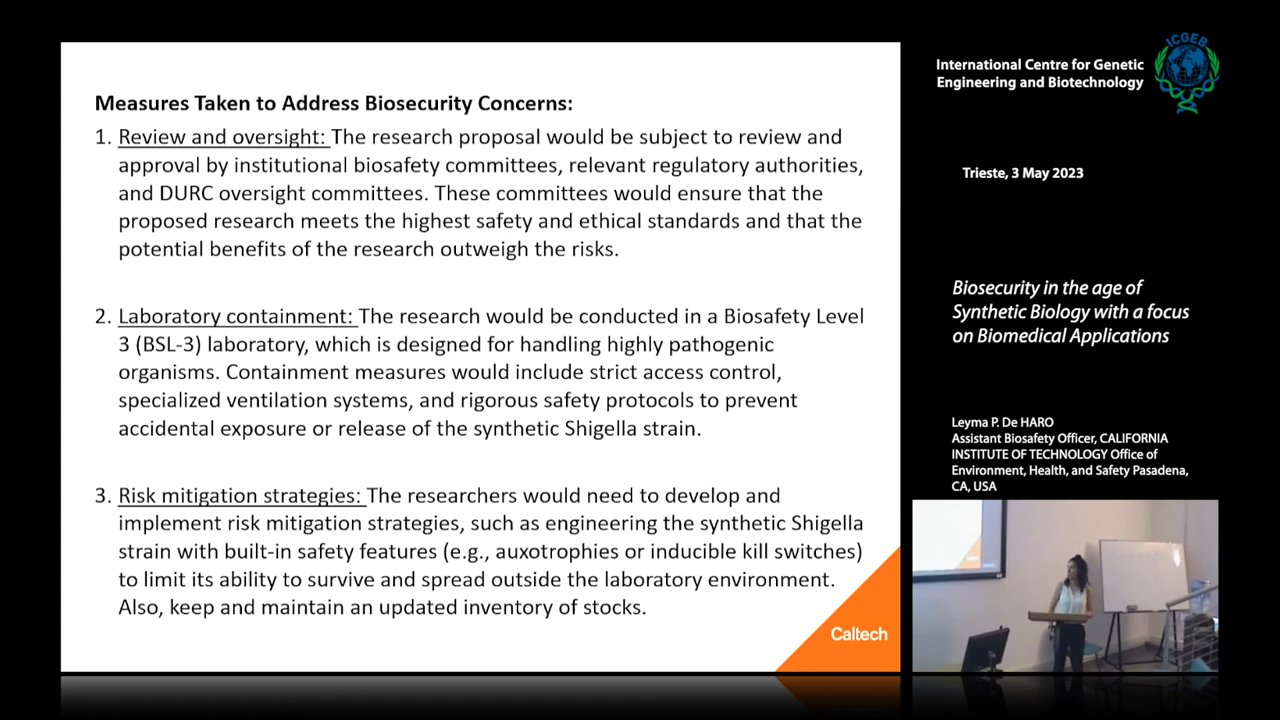 Measures Taken to Address Biosecurity Concerns:
1. Review and oversight: The research proposal would be subject to review and
approval by institutional biosafety committees, relevant regulatory authorities,
and DURC oversight committees. These committees would ensure that the
proposed research meets the highest safety and ethical standards and that the
potential benefits of the research outweigh the risks.
2. Laboratory containment: The research would be conducted in a Biosafety Level
3 (BSL-3) laboratory, which is designed for handling highly pathogenic
organisms. Containment measures would include strict access control,
specialized ventilation systems, and rigorous safety protocols to prevent
accidental exposure or release of the synthetic Shigella strain.
3. Risk mitigation strategies: The researchers would need to develop and
implement risk mitigation strategies, such as engineering the synthetic Shigella
strain with built-in safety features (e.g., auxotrophies or inducible kill switches)
to limit its ability to survive and spread outside the laboratory environment.
Also, keep and maintain an updated inventory of stocks.
Caltech
International Centre for Genetic
Engineering and Biotechnology
ICGEB
Trieste, 3 May 2023
Biosecurity in the age of
Synthetic Biology with a focus
on Biomedical Applications
Leyma P. De HARO
Assistant Biosafety Officer, CALIFORNIA
INSTITUTE OF TECHNOLOGY Office of
Environment, Health, and Safety Pasadena,
CA, USA